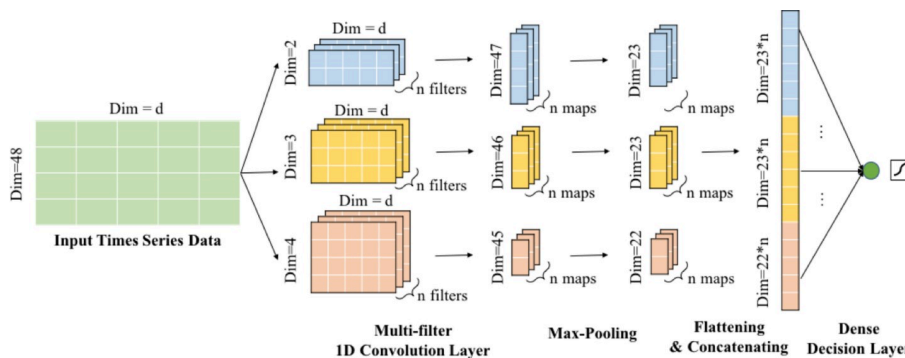 Dim = d
Dim=48
Input Times Series Data
Dim = d
Dim=2
n filters
Dim = d
Dim=3
n filters
Dim = d
Dim=4
n filters
Multi-filter
1D Convolution Layer
Dim=47
n maps
Dim=46
n maps
Dim=45
n maps
Max-Pooling
Dim=23
n maps
Dim=23
n maps
Dim=22
n maps
Flattening
& Concatenating
Dim=23*n
Dim=23*n
Dim=22*n
...
...
Dense
Decision Layer